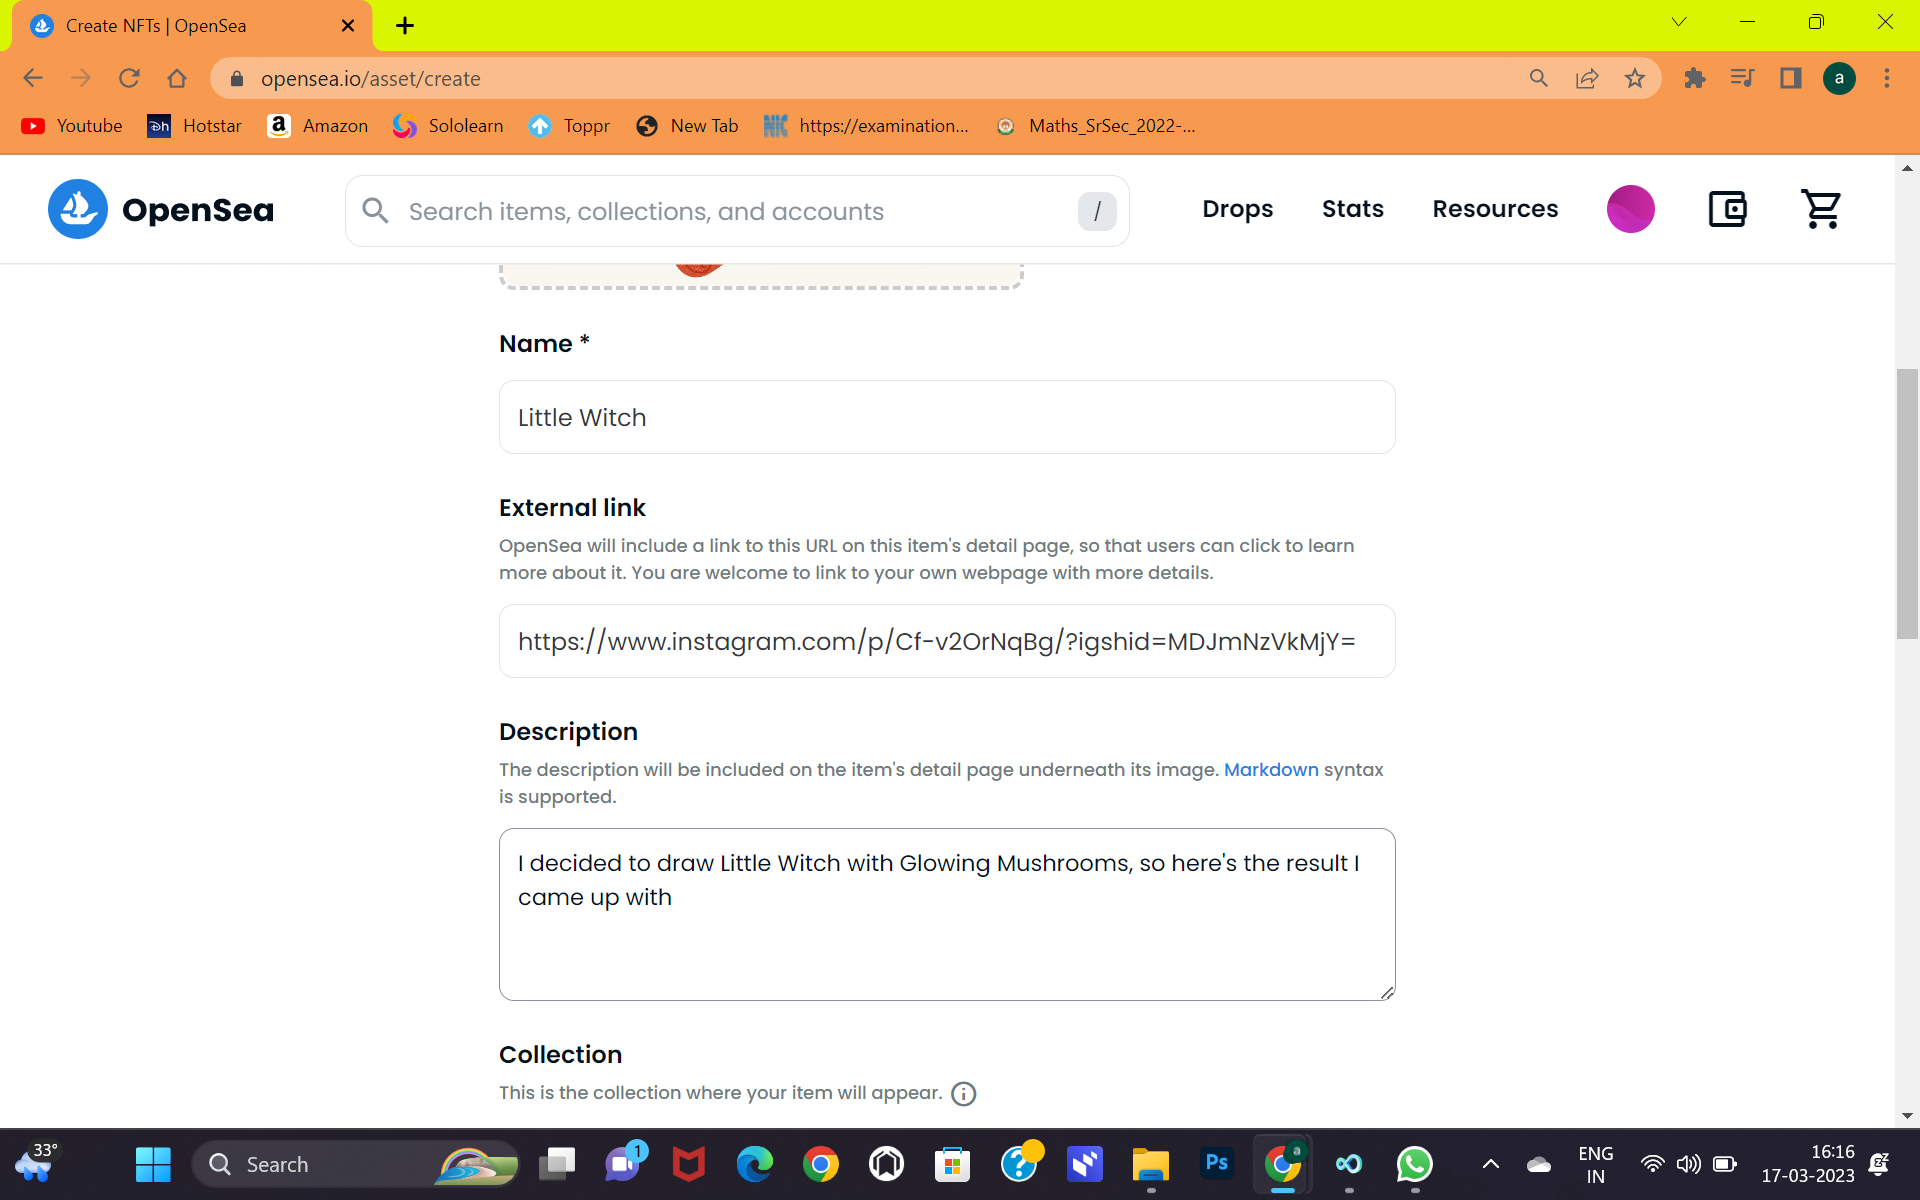 Create NFTs | OpenSea
opensea.io/asset/create
a
Youtube
Hotstar
Amazon
Sololearn
Toppr
New Tab
https://examination...
Maths_SrSec_2022-...
OpenSea
Search items, collections, and accounts
/
Drops
Stats
Resources
Name *
Little Witch
External link
OpenSea will include a link to this URL on this item's detail page, so that users can click to learn
more about it. You are welcome to link to your own webpage with more details.
https://www.instagram.com/p/Cf-v2OrNqBg/?igshid=MDJmNzVkMjY=
Description
The description will be included on the item's detail page underneath its image. Markdown syntax
is supported.
I decided to draw Little Witch with Glowing Mushrooms, so here's the result I
came up with
Collection
This is the collection where your item will appear.
33°
Search
1
Ps
a
ENG
IN
16:16
17-03-2023